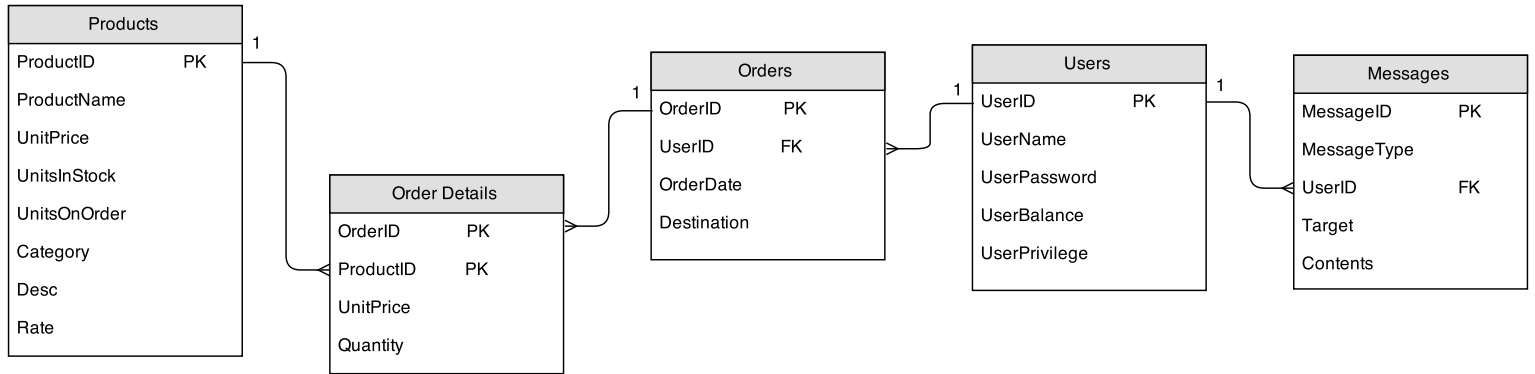 Products
ProductID PK
ProductName
UnitPrice
UnitsInStock
UnitsOnOrder
Category
Desc
Rate
1
Order Details
OrderID PK
ProductID PK
UnitPrice
Quantity
1
Orders
OrderID PK
UserID FK
OrderDate
Destination
1
Users
UserID PK
UserName
UserPassword
UserBalance
UserPrivilege
1
Messages
MessageID PK
MessageType
UserID FK
Target
Contents